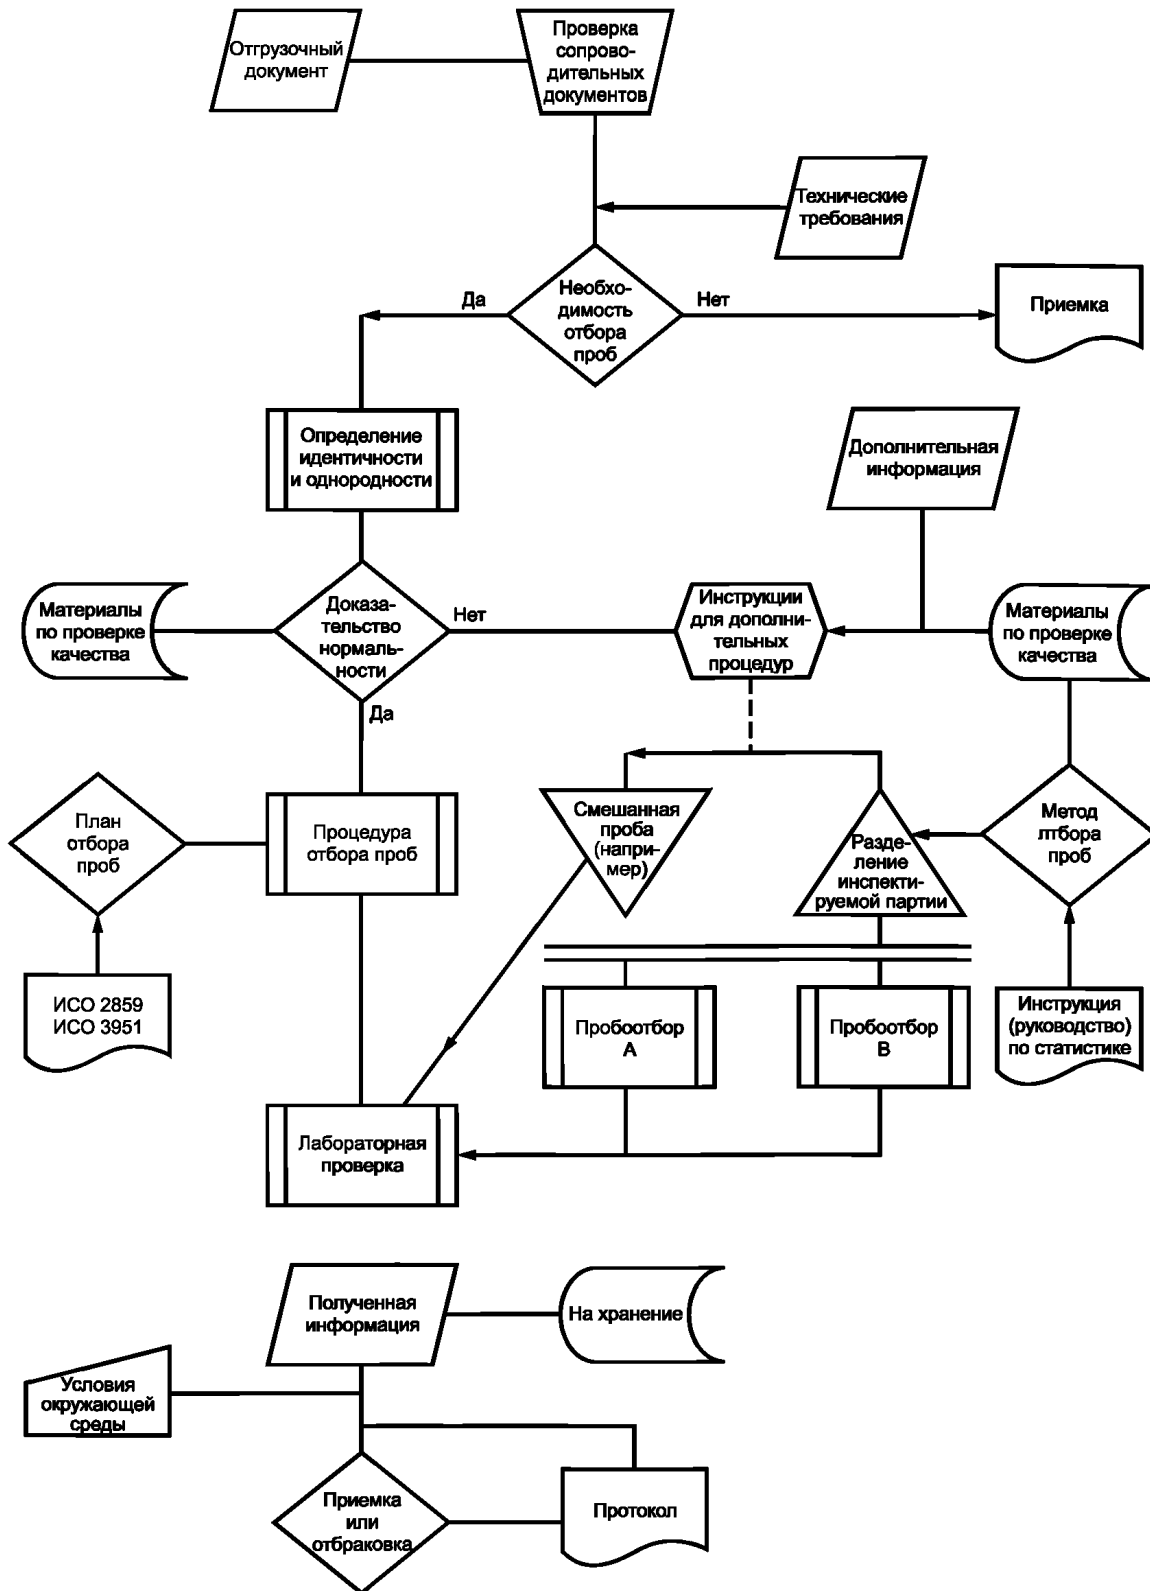 Отгрузочный
документ
Проверка
сопрово-
дительных
документов
Технические
требования
Необхо-
димость
отбора
проб
Да
Нет
Приемка
Определение
идентичности
и однородности
Дополнительная
информация
Материалы
по проверке
качества
Доказа-
тельство
нормаль-
ности
Нет
Да
Инструкции
для дополни-
тельных
процедур
Материалы
по проверке
качества
План
отбора
проб
Процедура
отбора проб
Смешанная
проба
(напри-
мер)
Разде-
ление
инспекти-
руемой партии
Метод
лтбора
проб
ИСО 2859
ИСО 3951
Пробоотбор
А
Пробоотбор
В
Инструкция
(руководство)
по статистике
Лабораторная
проверка
Полученная
информация
На хранение
Условия
окружающей
среды
Приемка
или
отбраковка
Протокол